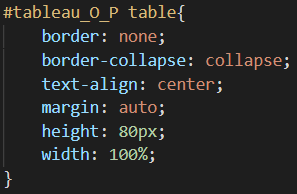 #tableau_O_P table{
    border: none;
    border-collapse: collapse;
    text-align: center;
    margin: auto;
    height: 80px;
    width: 100%;
}